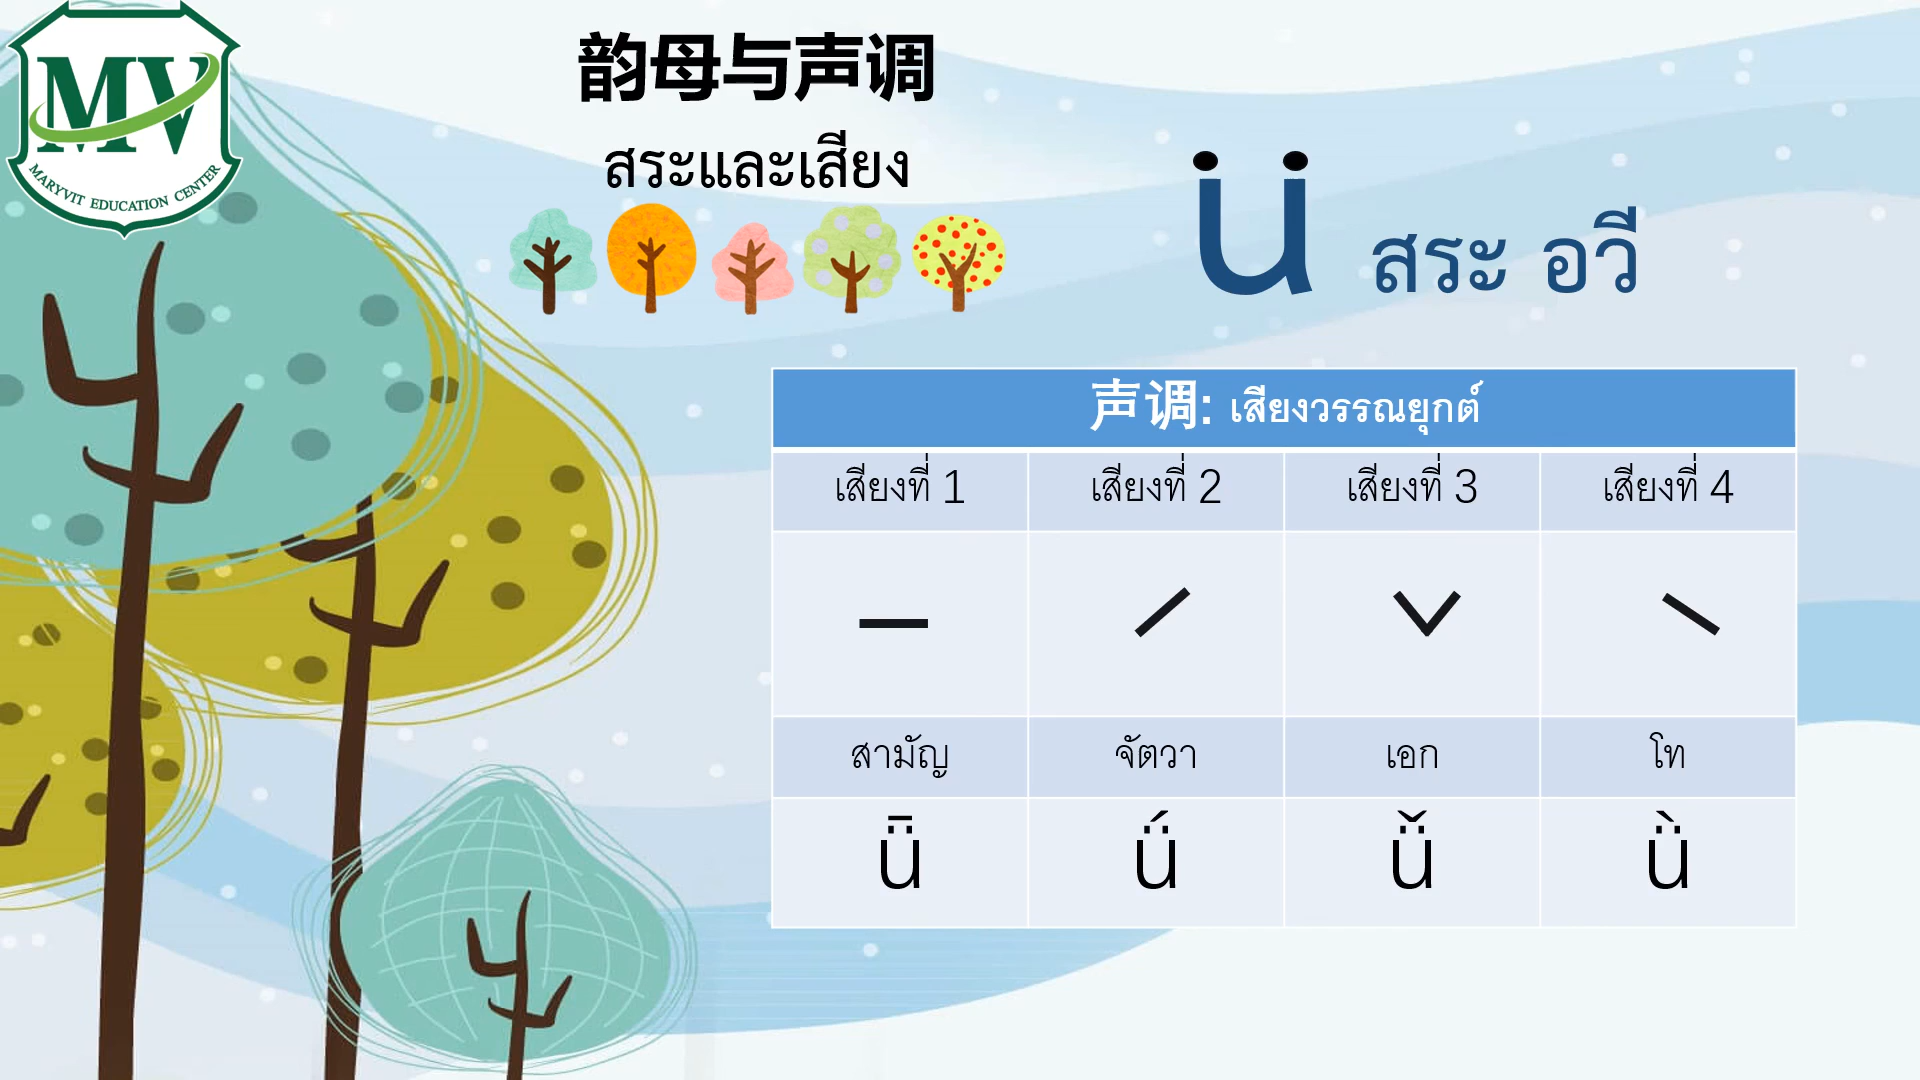 MV
MARYVIT EDUCATION CENTER
韵母与声调
สระและเสียง
ü สระ อวี
声调: เสียงวรรณยุกต์
เสียงที่ 1 เสียงที่ 2 เสียงที่ 3 เสียงที่ 4
— ˊ ˇ ˋ
สามัญ จัตวา เอก โท
ǖ ǘ ǚ ǜ